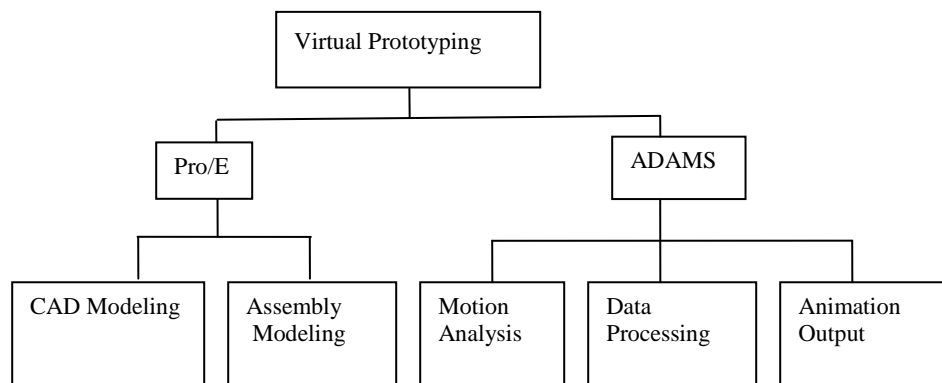 Virtual Prototyping
Pro/E
ADAMS
CAD Modeling
Assembly
Modeling
Motion
Analysis
Data
Processing
Animation
Output